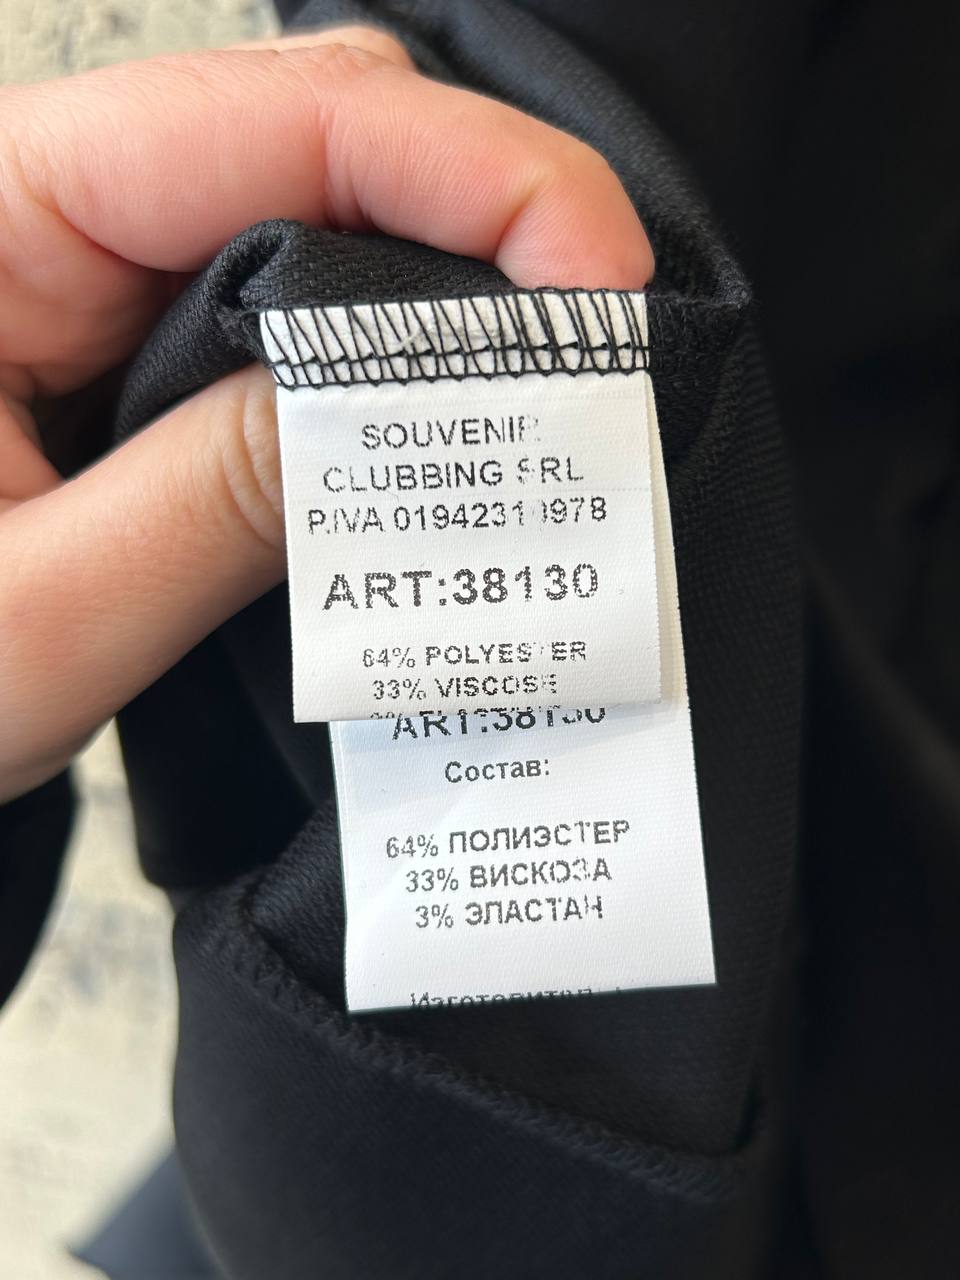 SOUVENIR
CLUBBING SRL
P.IVA
ART:38130
64% POLYESTER
33% VISCOSE
ART:38130
Состав:
64% ПОЛИЭСТЕР
33% ВИСКОЗА
3% ЭЛАСТАН